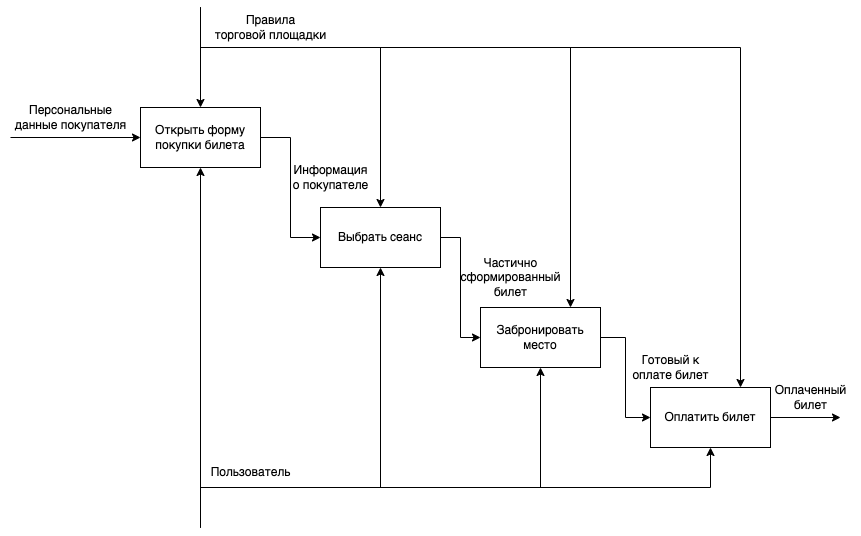 Правила
торговой площадки
Персональные
данные покупателя
Открыть форму
покупки билета
Информация
о покупателе
Выбрать сеанс
Частично
сформированный
билет
Забронировать
место
Готовый к
оплате билет
Оплатить билет
Оплаченный
билет
Пользователь